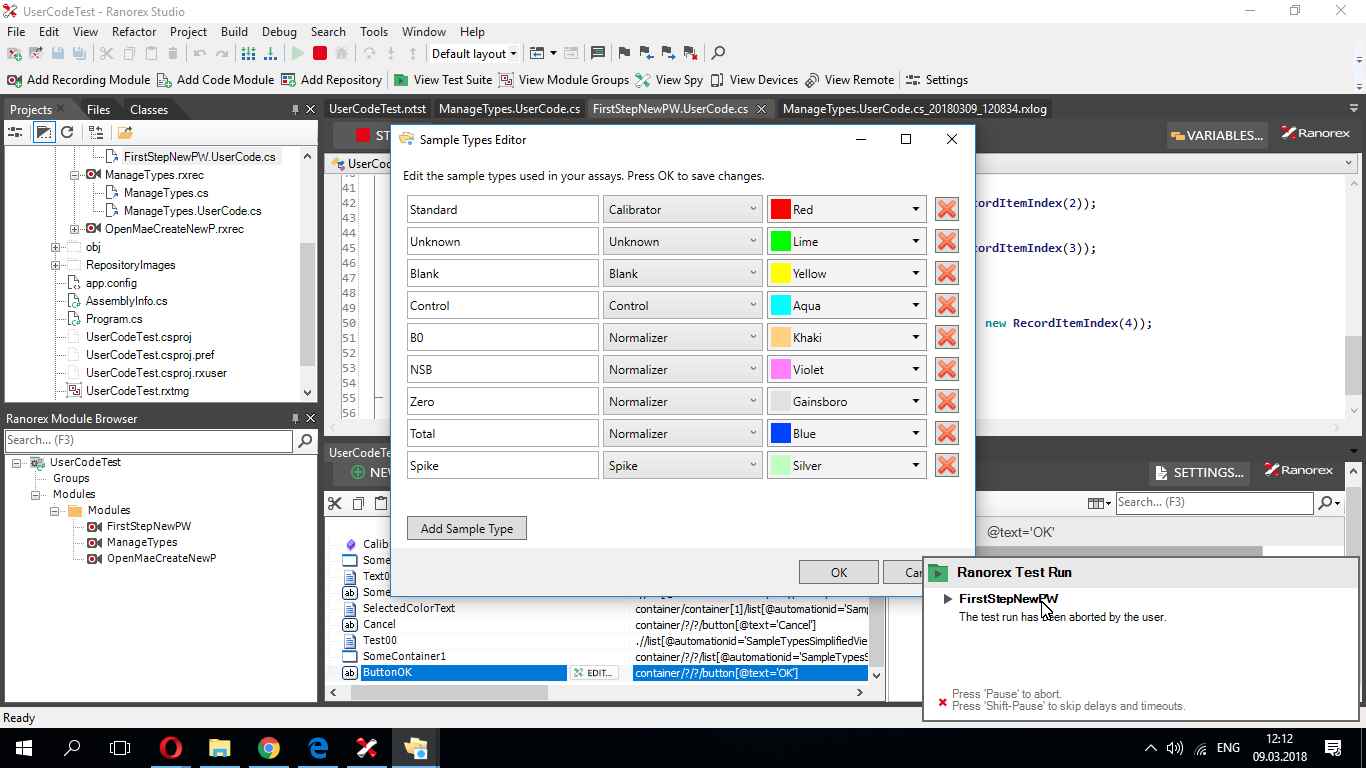 UserCodeTest - Ranorex Studio
File Edit View Refactor Project Build Debug Search Tools Window Help
Default layout
Add Recording Module Add Code Module Add Repository View Test Suite View Module Groups View Spy View Devices View Remote Settings
Projects Files Classes
UserCodeTest.rxtst ManageTypes.UserCode.cs FirstStepNewPW.UserCode.cs ManageTypes.UserCode.cs_20180309_120834.rxlog
ST
VARIABLES... Ranorex
FirstStepNewPW.UserCode.cs
ManageTypes.rxrec
ManageTypes.cs
ManageTypes.UserCode.cs
OpenMaeCreateNewP.rxrec
obj
RepositoryImages
app.config
AssemblyInfo.cs
Program.cs
UserCodeTest.csproj
UserCodeTest.csproj.pref
UserCodeTest.csproj.rxuser
UserCodeTest.rxtmg
UserCo
41
42
43
44
45
46
47
48
49
50
51
52
53
54
55
56
ordItemIndex(2));
ordItemIndex(3));
new RecordItemIndex(4));
Sample Types Editor
Edit the sample types used in your assays. Press OK to save changes.
Standard Calibrator Red
Unknown Unknown Lime
Blank Blank Yellow
Control Control Aqua
B0 Normalizer Khaki
NSB Normalizer Violet
Zero Normalizer Gainsboro
Total Normalizer Blue
Spike Spike Silver
Add Sample Type
OK Can
Ranorex Module Browser
Search... (F3)
UserCodeTest
Groups
Modules
Modules
FirstStepNewPW
ManageTypes
OpenMaeCreateNewP
UserCodeTe
NEW
SETTINGS... Ranorex
Search... (F3)
@text='OK'
Calib
Some
Text0
Some
SelectedColorText container/container[1]/list[@automationid='Sam
Cancel container/?/?/button[@text='Cancel']
Test00 .//list[@automationid='SampleTypesSimplifiedVie
SomeContainer1 container/?/?/list[@automationid='SampleTypesS
ButtonOK EDIT... container/?/?/button[@text='OK']
Ranorex Test Run
FirstStepNewPW
The test run has been aborted by the user.
Press 'Pause' to abort.
Press 'Shift-Pause' to skip delays and timeouts.
Ready
ENG
12:12
09.03.2018